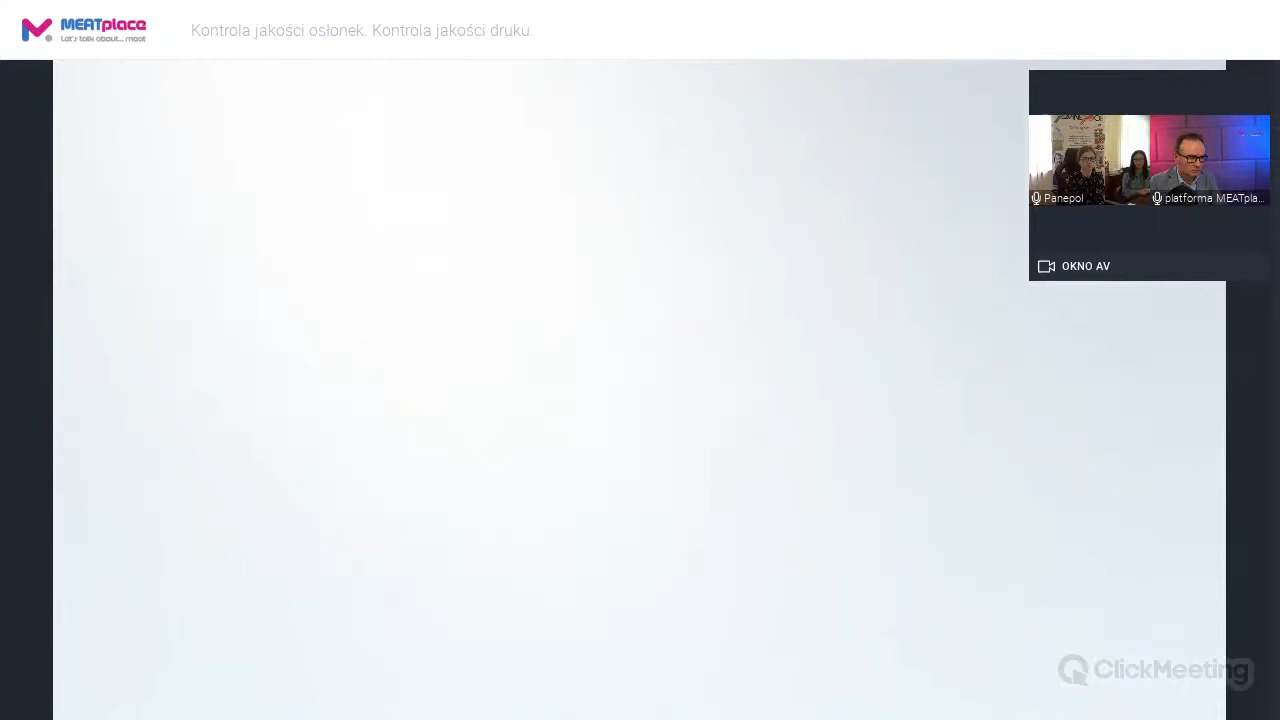 MEATplace
Let's talk about... meat
Kontrola jakości osłonek. Kontrola jakości druku.
Panepol
platforma MEATpla...
OKNO AV
ClickMeeting